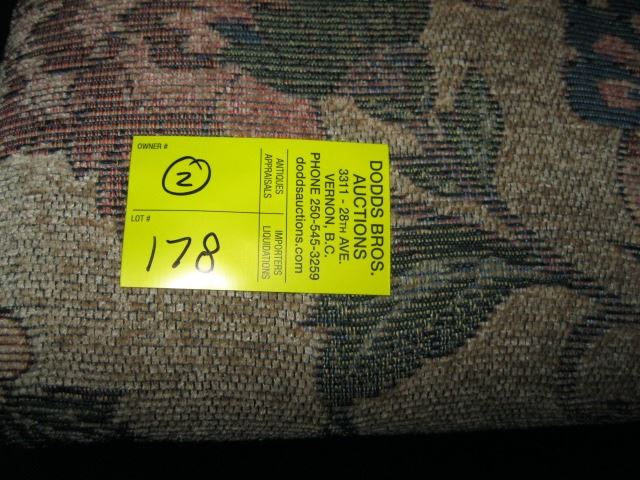 DODDS BROS.
AUCTIONS
3311 - 28TH AVE.
VERNON, B.C.
PHONE 250-545-3259
doddsauctions.com
ANTIQUES IMPORTERS
APPRAISALS LIQUIDATIONS
OWNER #
2
LOT #
178